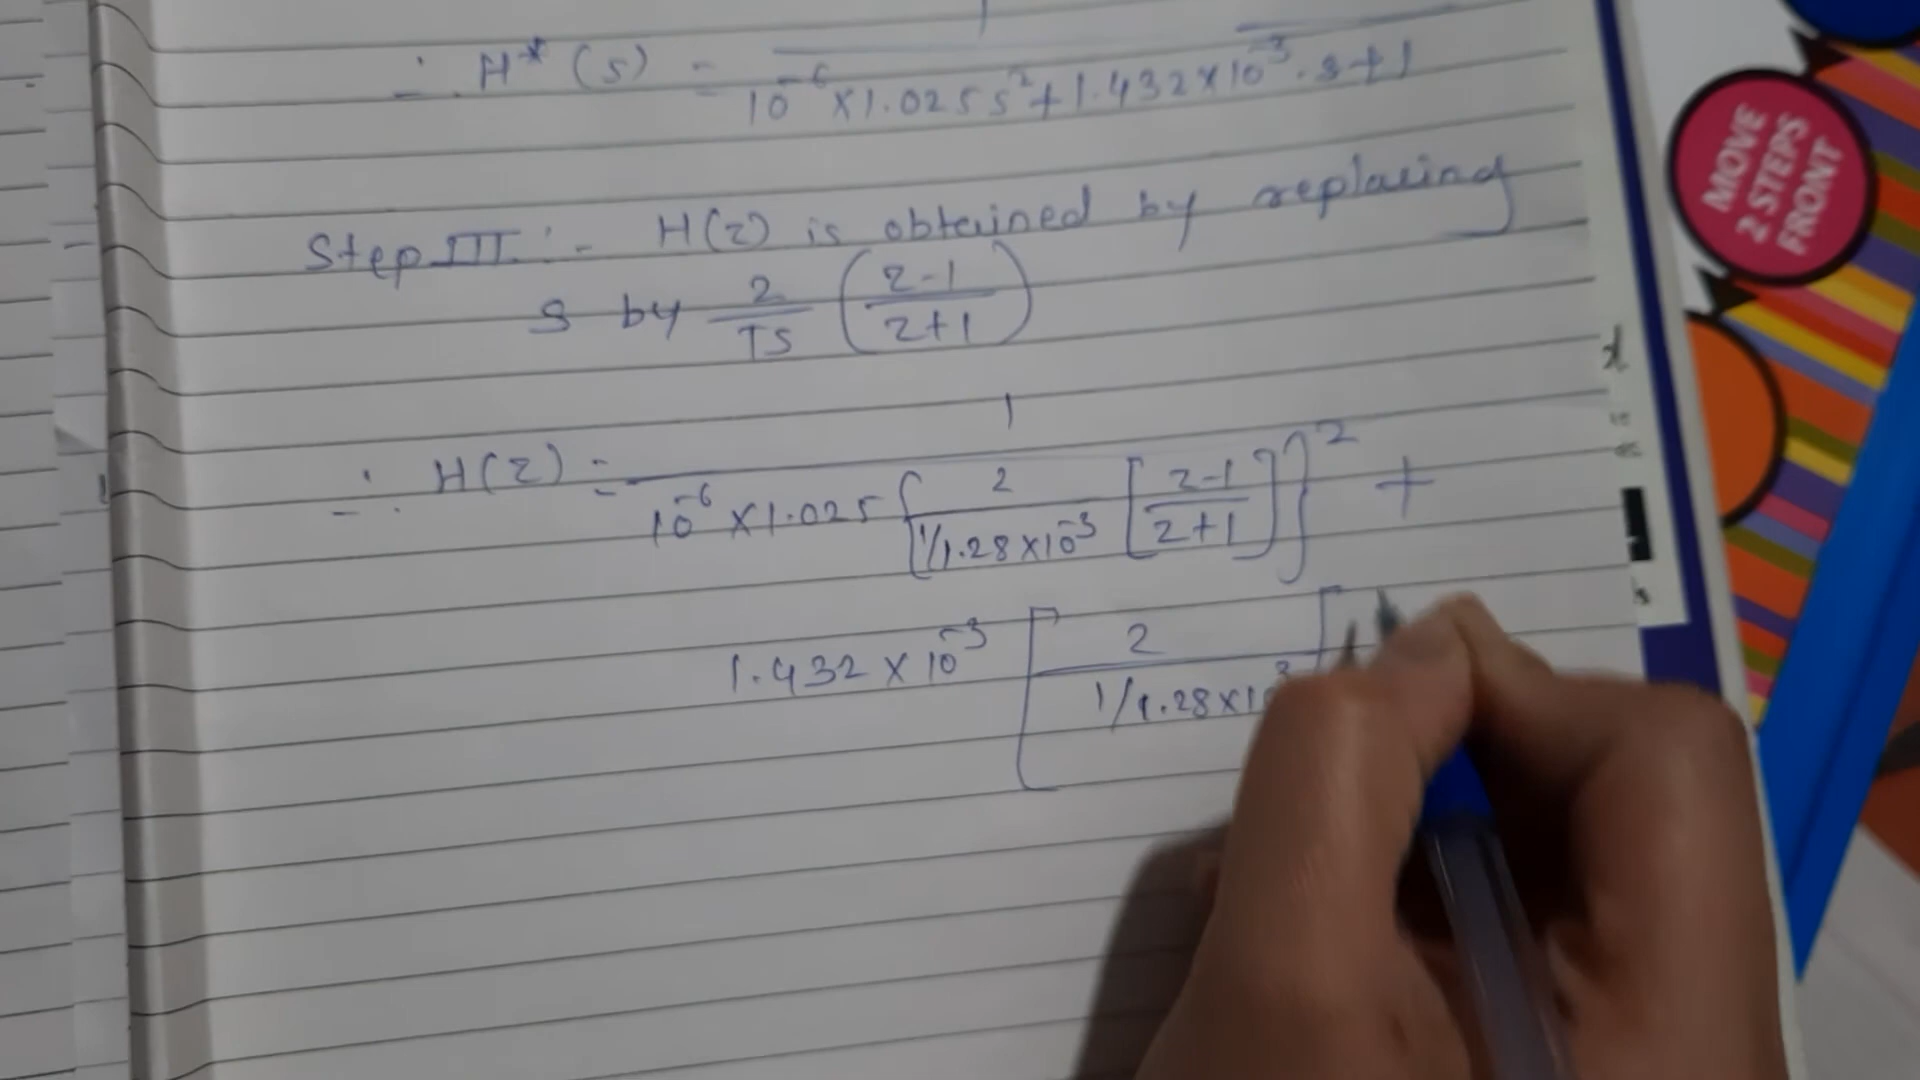 ∴ H*(s) = 1 / 10^-6 × 1.025 s^2 + 1.432 × 10^-3 . s + 1
Step III :- H(z) is obtained by replacing
s by 2/TS (z-1 / z+1)
∴ H(z) = 1 / 10^-6 × 1.025 { 2 / 1/1.28×10^-3 [ z-1 / z+1 ] }^2 +
1.432 × 10^-3 [ 2 / 1/1.28×10^3 [
MOVE
2 STEPS
FRONT